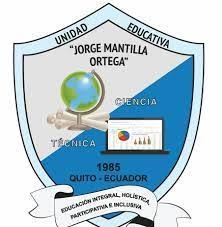 UNIDAD EDUCATIVA
"JORGE MANTILLA
ORTEGA"
CIENCIA
TÉCNICA
1985
QUITO - ECUADOR
EDUCACIÓN INTEGRAL, HOLÍSTICA,
PARTICIPATIVA E INCLUSIVA